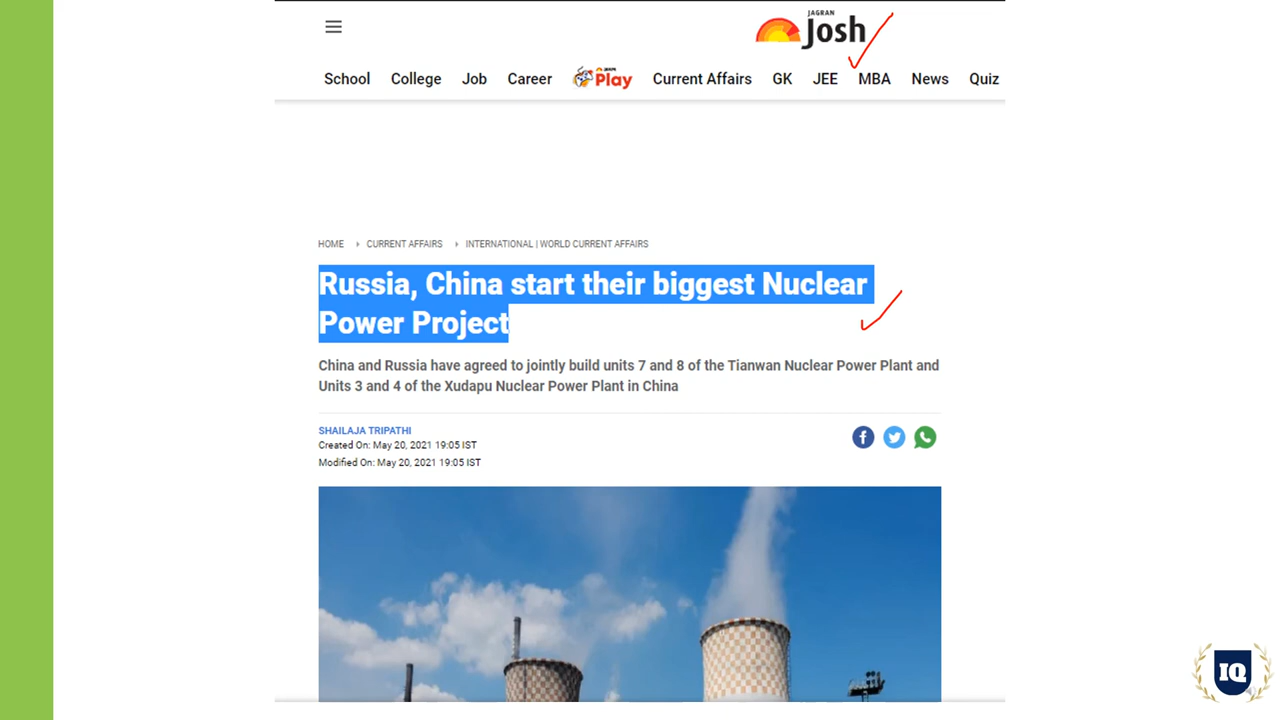 JAGRAN
Josh
School College Job Career Play Current Affairs GK JEE MBA News Quiz
HOME CURRENT AFFAIRS INTERNATIONAL | WORLD CURRENT AFFAIRS
Russia, China start their biggest Nuclear
Power Project
China and Russia have agreed to jointly build units 7 and 8 of the Tianwan Nuclear Power Plant and
Units 3 and 4 of the Xudapu Nuclear Power Plant in China
SHAILAJA TRIPATHI
Created On: May 20, 2021 19:05 IST
Modified On: May 20, 2021 19:05 IST
IQ